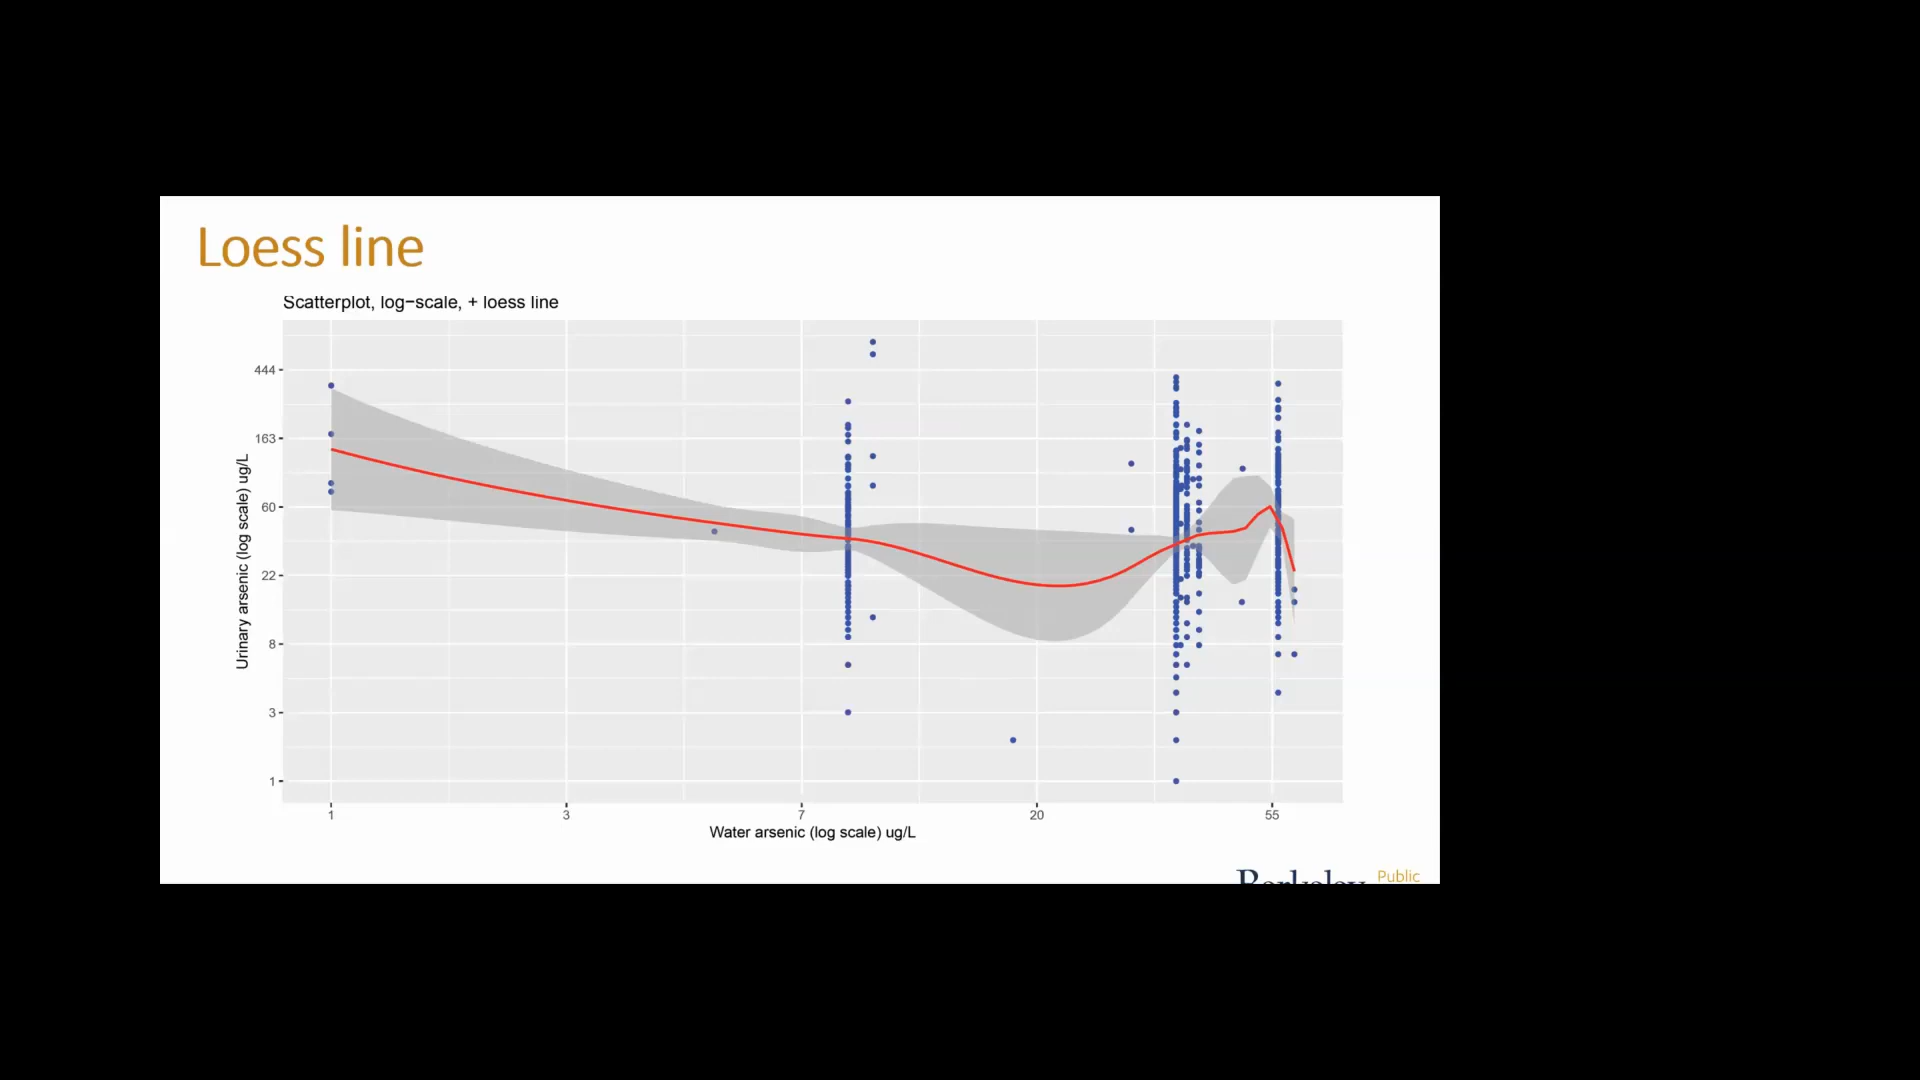 Loess line
Scatterplot, log−scale, + loess line
444
163
60
22
8
3
1
Urinary arsenic (log scale) ug/L
1 3 7 20 55
Water arsenic (log scale) ug/L
Berkeley Public